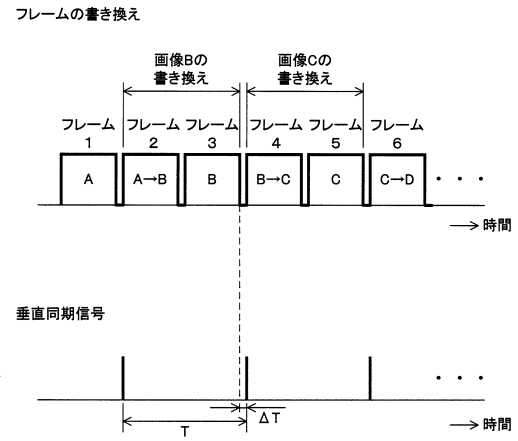 フレームの書き換え
画像Bの 画像Cの
書き換え 書き換え
フレーム フレーム フレーム フレーム フレーム フレーム
1 2 3 4 5 6
A A→B B B→C C C→D ・・・
→時間
垂直同期信号
・・・
ΔT
T
→時間